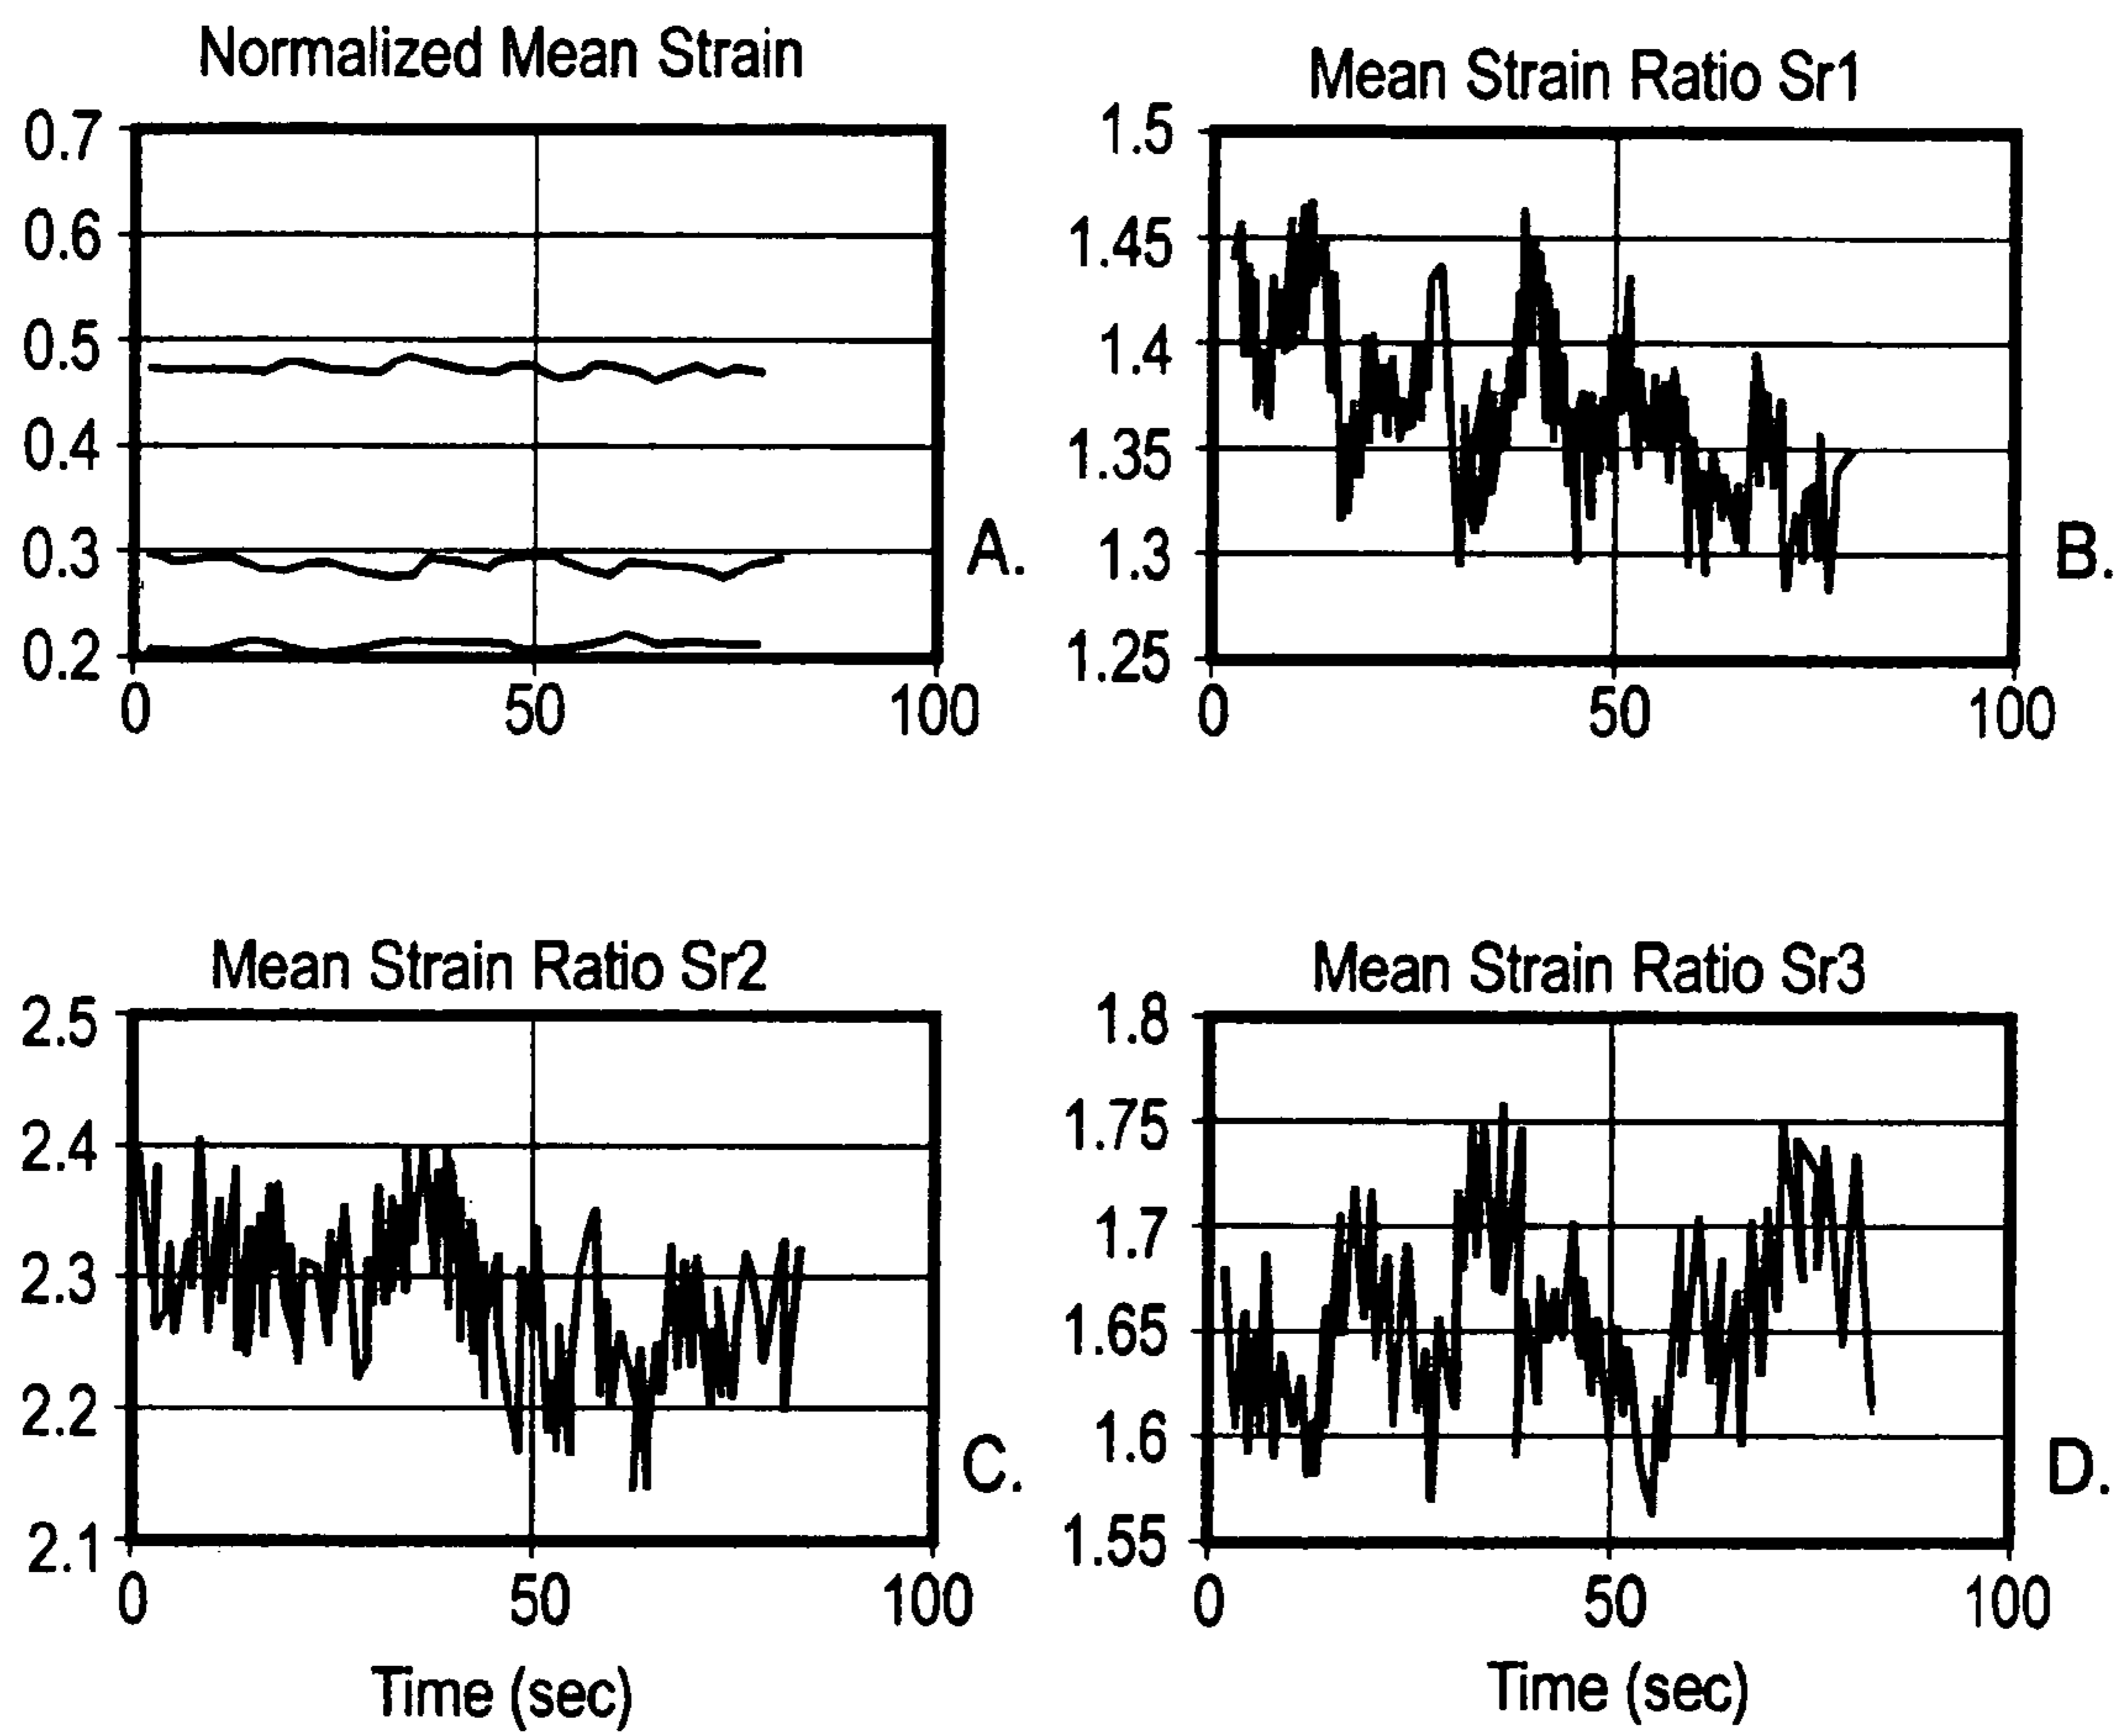 Normalized Mean Strain
0.7
0.6
0.5
0.4
0.3
0.2
0 50 100
A.
Mean Strain Ratio Sr1
1.5
1.45
1.4
1.35
1.3
1.25
0 50 100
B.
Mean Strain Ratio Sr2
2.5
2.4
2.3
2.2
2.1
0 50 100
Time (sec)
C.
Mean Strain Ratio Sr3
1.8
1.75
1.7
1.65
1.6
1.55
0 50 100
Time (sec)
D.